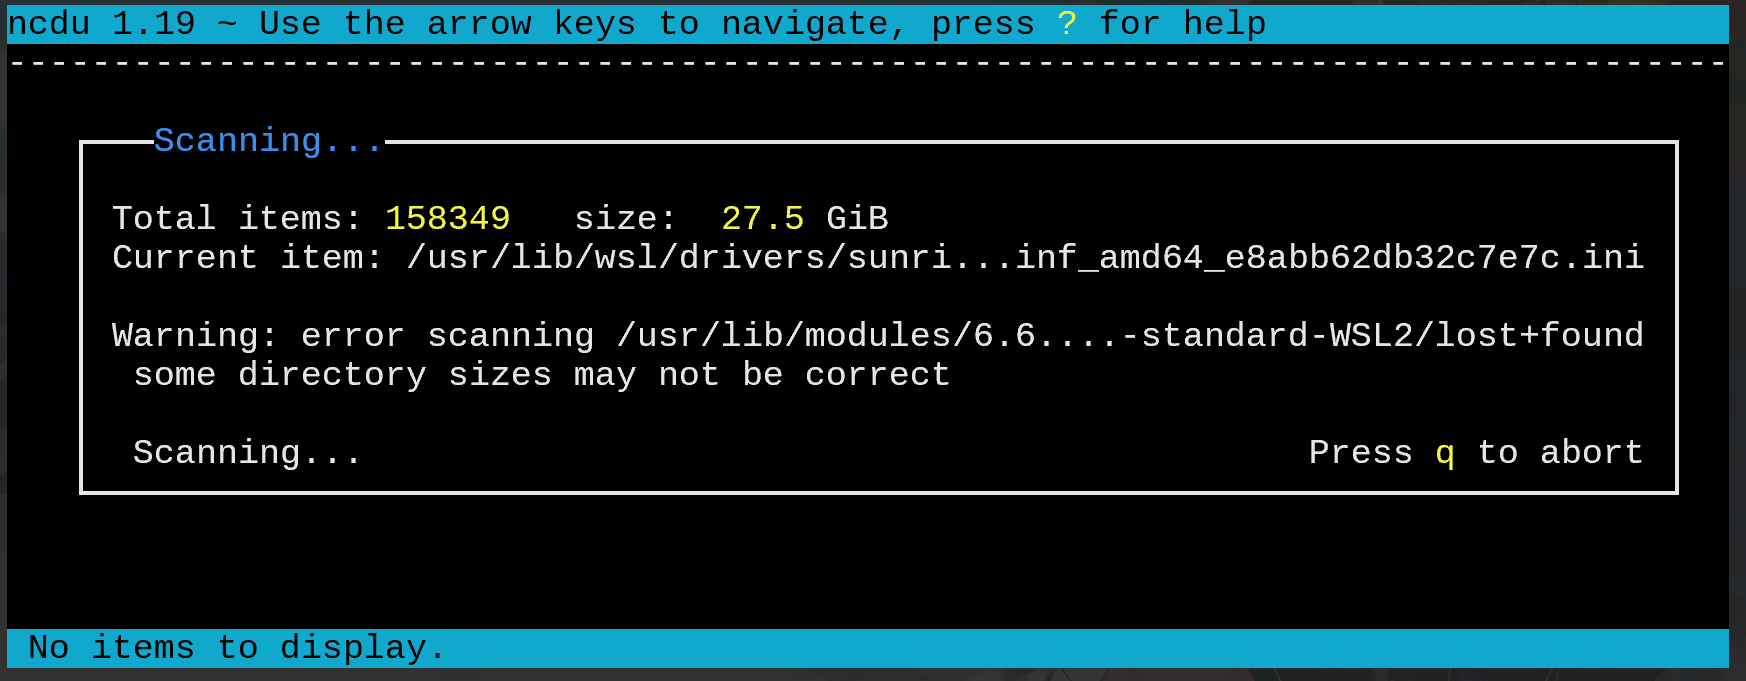 ncdu 1.19 ~ Use the arrow keys to navigate, press ? for help
----------------------------------------------------------------------------------
Scanning...
Total items: 158349   size:  27.5 GiB
Current item: /usr/lib/wsl/drivers/sunri...inf_amd64_e8abb62db32c7e7c.ini
Warning: error scanning /usr/lib/modules/6.6....-standard-WSL2/lost+found
some directory sizes may not be correct
Scanning...                                             Press q to abort
No items to display.